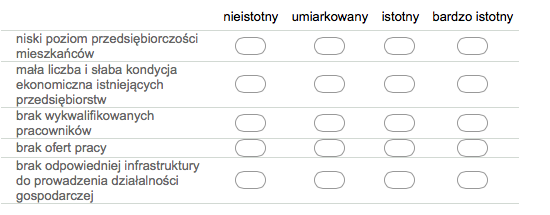 nieistotny umiarkowany istotny bardzo istotny
niski poziom przedsiębiorczości
mieszkańców
mała liczba i słaba kondycja
ekonomiczna istniejących
przedsiębiorstw
brak wykwalifikowanych
pracowników
brak ofert pracy
brak odpowiedniej infrastruktury
do prowadzenia działalności
gospodarczej